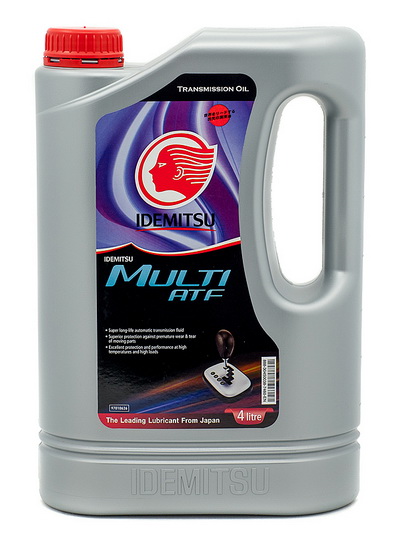 TRANSMISSION OIL
IDEMITSU
IDEMITSU
MULTI
ATF
• Super long-life automatic transmission fluid
• Superior protection against premature wear & tear
of moving parts
• Excellent protection and performance at high
temperatures and high loads
4 litre
The Leading Lubricant From Japan
IDEMITSU